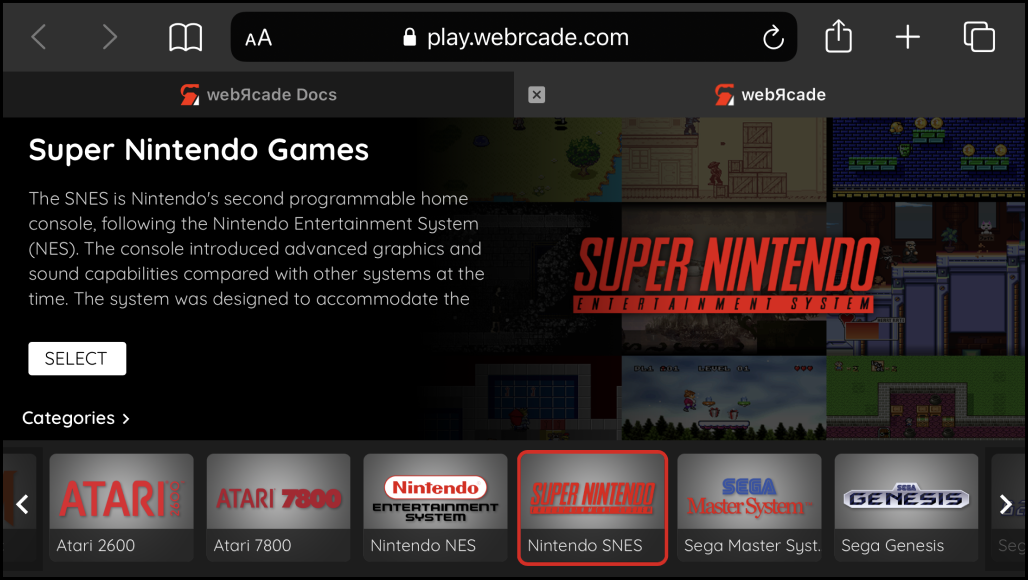 AA
play.webrcade.com
webЯcade Docs
webЯcade
Super Nintendo Games
The SNES is Nintendo's second programmable home
console, following the Nintendo Entertainment System
(NES). The console introduced advanced graphics and
sound capabilities compared with other systems at the
time. The system was designed to accommodate the
SUPER NINTENDO
ENTERTAINMENT SYSTEM
SELECT
Categories
ATARI 2600
ATARI 7800
Nintendo
ENTERTAINMENT
SYSTEM
SUPER NINTENDO
SEGA
Master System
SEGA
GENESIS
Atari 2600
Atari 7800
Nintendo NES
Nintendo SNES
Sega Master Syst.
Sega Genesis
Seg